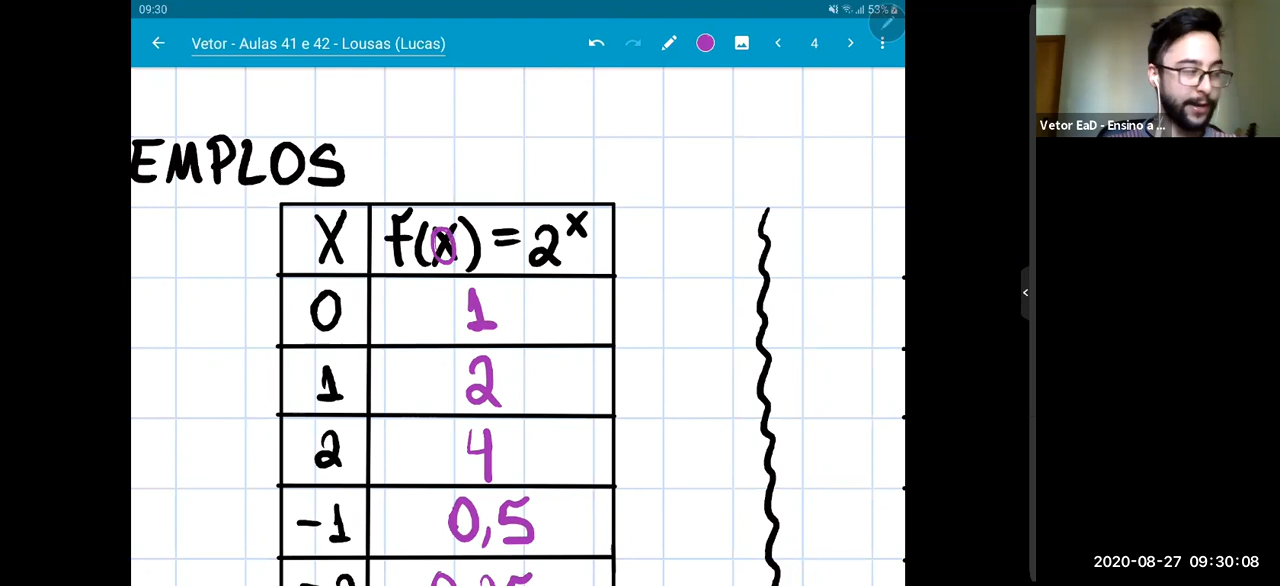 09:30
53%
Vetor - Aulas 41 e 42 - Lousas (Lucas)
4
Vetor EaD - Ensino a ...
EMPLOS
X F(x) = 2^x
0 1
1 2
2 4
-1 0,5
2020-08-27 09:30:08